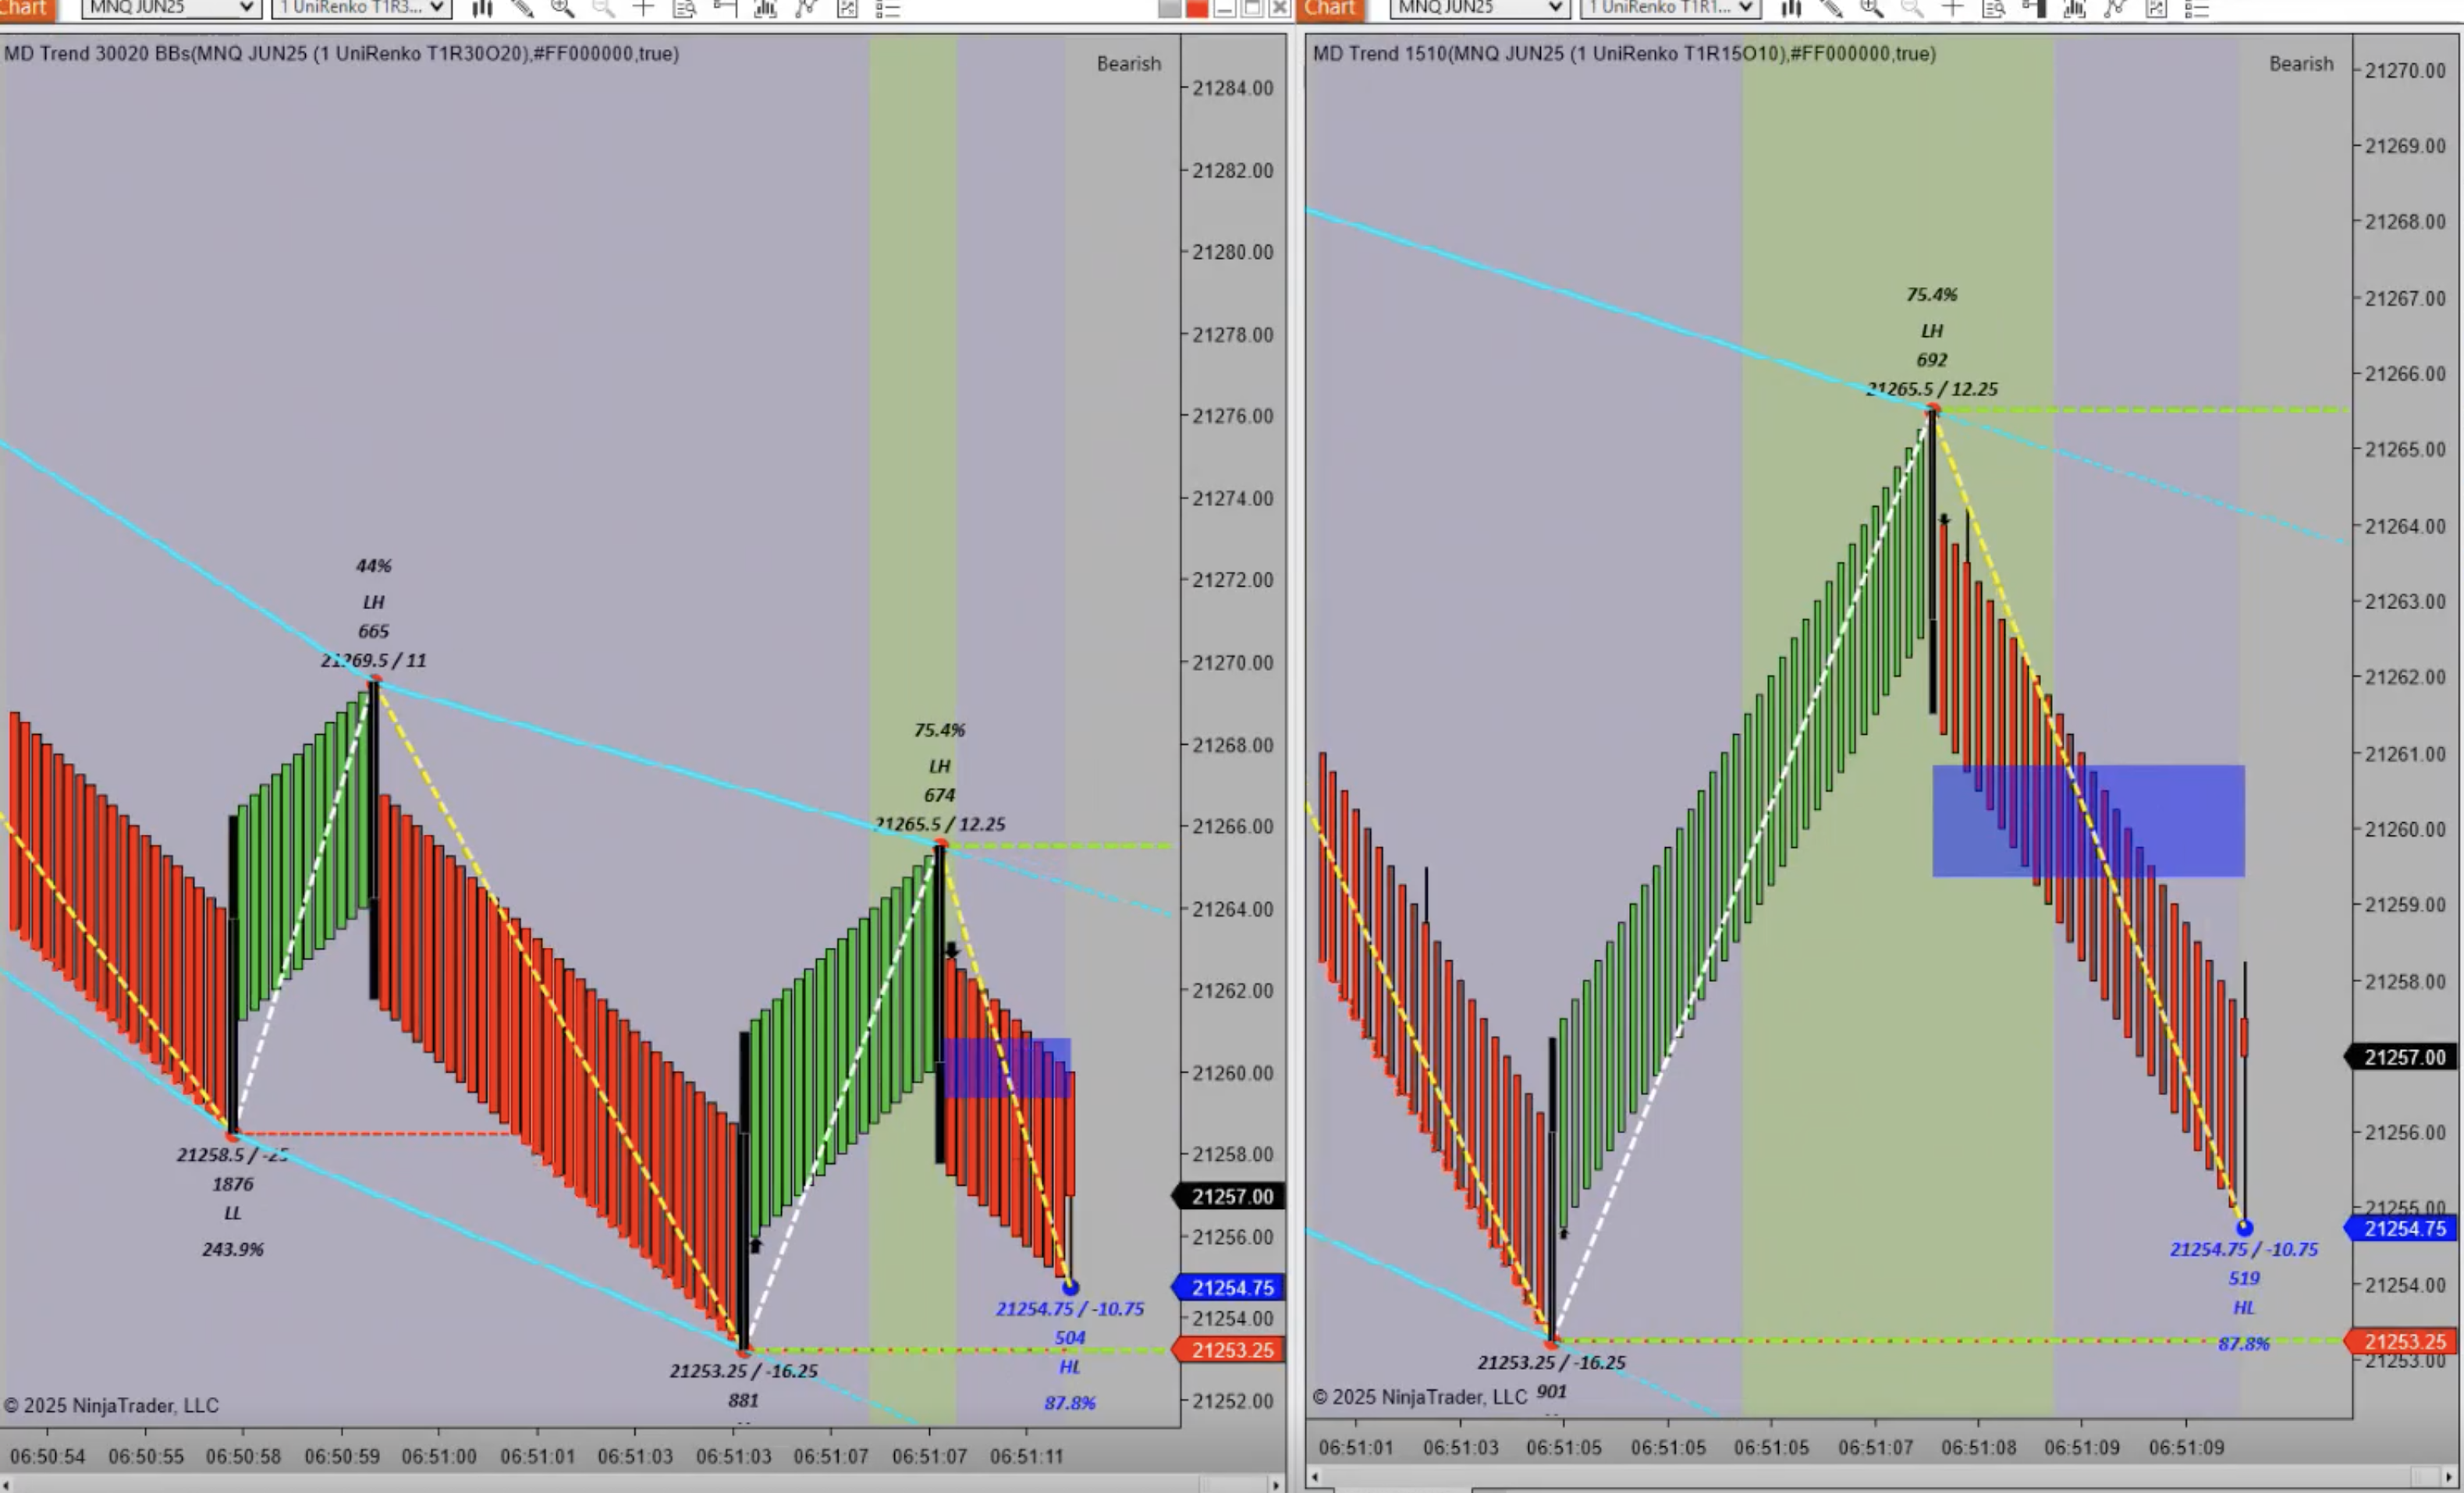 Chart
MNQ JUN25
1 UniRenko T1R3...
MD Trend 30020 BBs(MNQ JUN25 (1 UniRenko T1R30O20),#FF000000,true)
Bearish
21284.00
21282.00
21280.00
21278.00
21276.00
21274.00
21272.00
21270.00
21268.00
21266.00
21264.00
21262.00
21260.00
21258.00
21257.00
21256.00
21254.75
21254.00
21253.25
21252.00
44%
LH
665
21269.5 / 11
75.4%
LH
674
21265.5 / 12.25
21258.5 / -25
1876
LL
243.9%
21253.25 / -16.25
881
21254.75 / -10.75
504
HL
87.8%
© 2025 NinjaTrader, LLC
06:50:54 06:50:55 06:50:58 06:50:59 06:51:00 06:51:01 06:51:03 06:51:03 06:51:07 06:51:07 06:51:11
Chart
MNQ JUN25
1 UniRenko T1R1...
MD Trend 1510(MNQ JUN25 (1 UniRenko T1R15O10),#FF000000,true)
Bearish
21270.00
21269.00
21268.00
21267.00
21266.00
21265.00
21264.00
21263.00
21262.00
21261.00
21260.00
21259.00
21258.00
21257.00
21256.00
21255.00
21254.75
21254.00
21253.25
21253.00
75.4%
LH
692
21265.5 / 12.25
21253.25 / -16.25
901
21254.75 / -10.75
519
HL
87.8%
© 2025 NinjaTrader, LLC
06:51:01 06:51:03 06:51:05 06:51:05 06:51:05 06:51:07 06:51:08 06:51:09 06:51:09